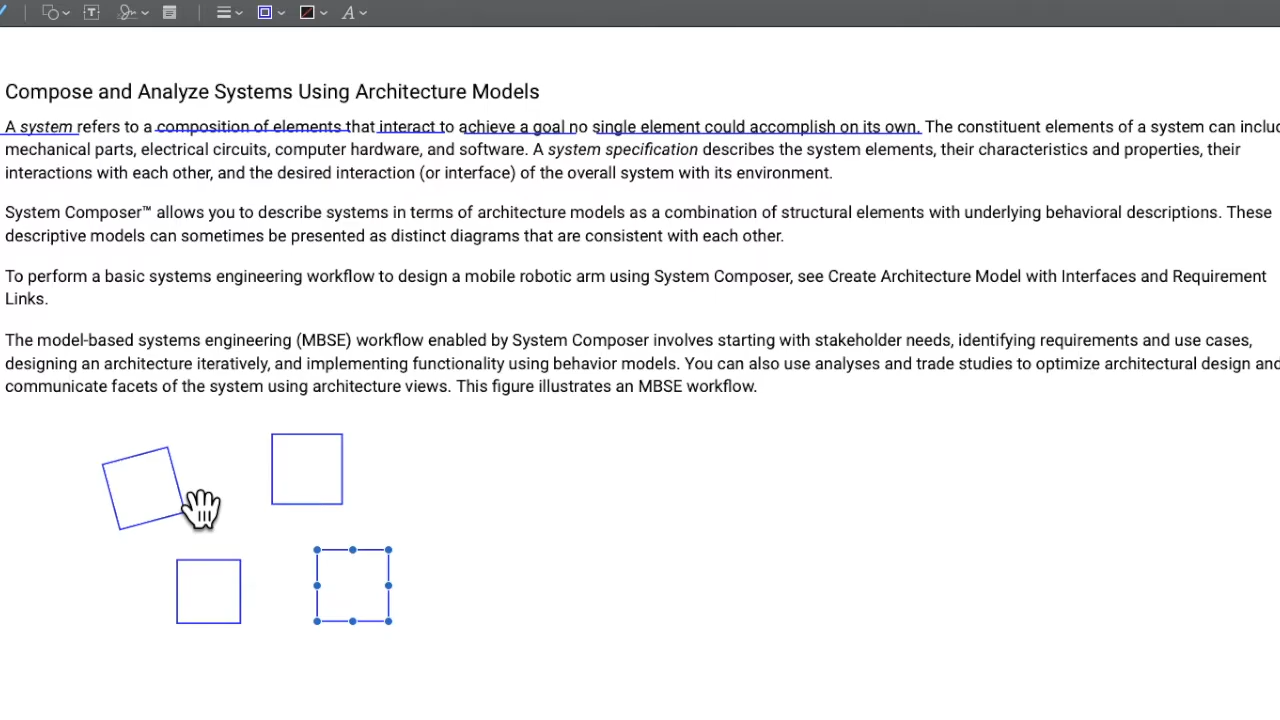 Compose and Analyze Systems Using Architecture Models
A system refers to a composition of elements that interact to achieve a goal no single element could accomplish on its own. The constituent elements of a system can
mechanical parts, electrical circuits, computer hardware, and software. A system specification describes the system elements, their characteristics and properties, their
interactions with each other, and the desired interaction (or interface) of the overall system with its environment.
System Composer™ allows you to describe systems in terms of architecture models as a combination of structural elements with underlying behavioral descriptions. These
descriptive models can sometimes be presented as distinct diagrams that are consistent with each other.
To perform a basic systems engineering workflow to design a mobile robotic arm using System Composer, see Create Architecture Model with Interfaces and Requirement
Links.
The model-based systems engineering (MBSE) workflow enabled by System Composer involves starting with stakeholder needs, identifying requirements and use cases,
designing an architecture iteratively, and implementing functionality using behavior models. You can also use analyses and trade studies to optimize architectural design and
communicate facets of the system using architecture views. This figure illustrates an MBSE workflow.